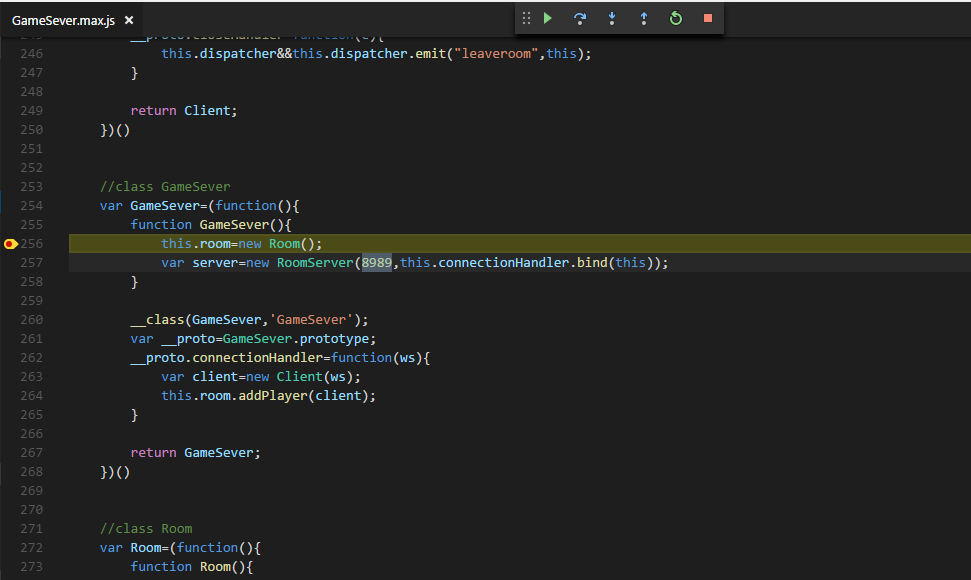 GameSever.max.js ×
245 __proto.closeHandler=function(e){
246 this.dispatcher&&this.dispatcher.emit("leaveroom",this);
247 }
248
249 return Client;
250 })()
251
252
253 //class GameSever
254 var GameSever=(function(){
255 function GameSever(){
256 this.room=new Room();
257 var server=new RoomServer(8989,this.connectionHandler.bind(this));
258 }
259
260 __class(GameSever,'GameSever');
261 var __proto=GameSever.prototype;
262 __proto.connectionHandler=function(ws){
263 var client=new Client(ws);
264 this.room.addPlayer(client);
265 }
266
267 return GameSever;
268 })()
269
270
271 //class Room
272 var Room=(function(){
273 function Room(){